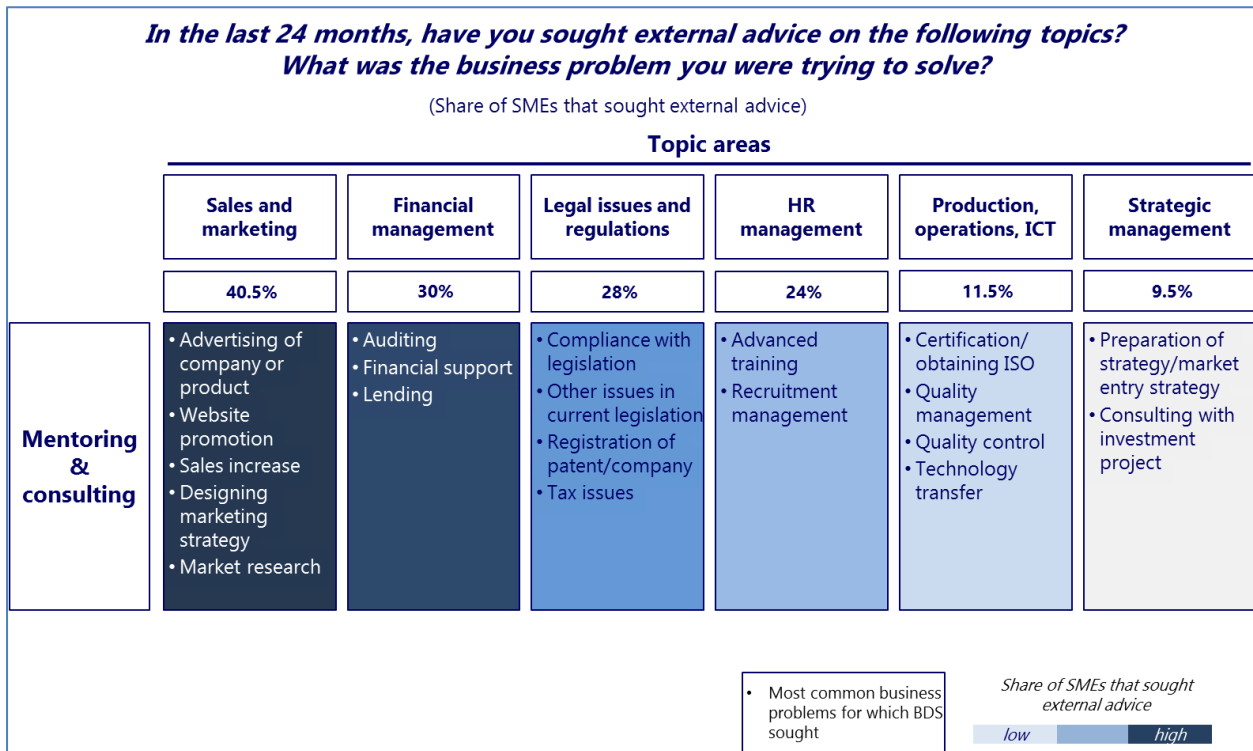 In the last 24 months, have you sought external advice on the following topics?
What was the business problem you were trying to solve?
(Share of SMEs that sought external advice)
Topic areas
Sales and
marketing
Financial
management
Legal issues and
regulations
HR
management
Production,
operations, ICT
Strategic
management
40.5%
30%
28%
24%
11.5%
9.5%
Mentoring
&
consulting
• Advertising of
company or
product
• Website
promotion
• Sales increase
• Designing
marketing
strategy
• Market research
• Auditing
• Financial support
• Lending
• Compliance with
legislation
• Other issues in
current legislation
• Registration of
patent/company
• Tax issues
• Advanced
training
• Recruitment
management
• Certification/
obtaining ISO
• Quality
management
• Quality control
• Technology
transfer
• Preparation of
strategy/market
entry strategy
• Consulting with
investment
project
• Most common business
problems for which BDS
sought
Share of SMEs that sought
external advice
low
high